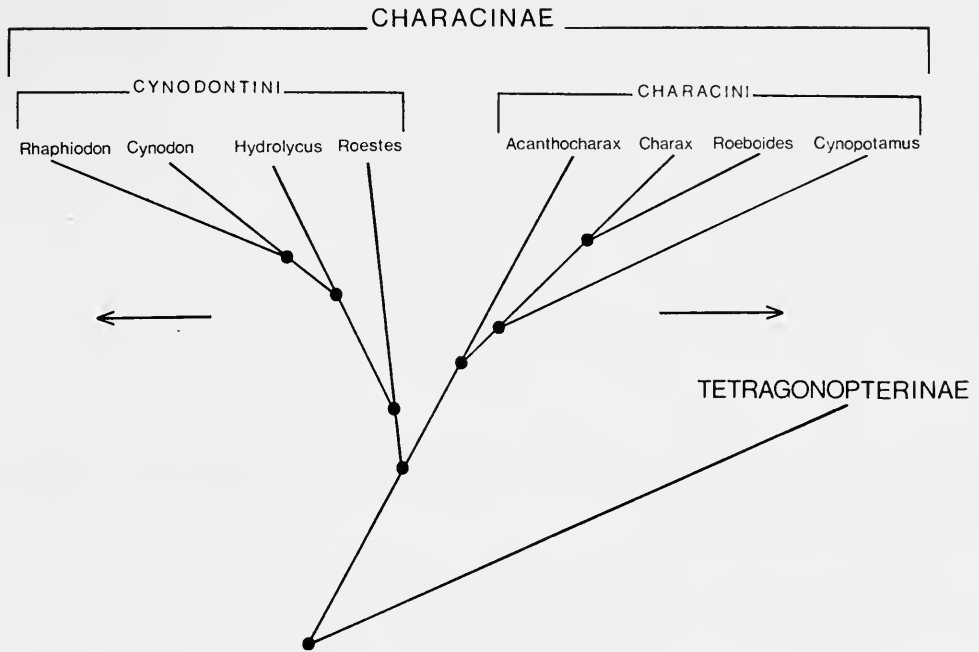 CHARACINAE
CYNODONTINI CHARACINI
Rhaphiodon Cynodon Hydrolycus Roestes Acanthocharax Charax Roeboides Cynopotamus
TETRAGONOPTERINAE